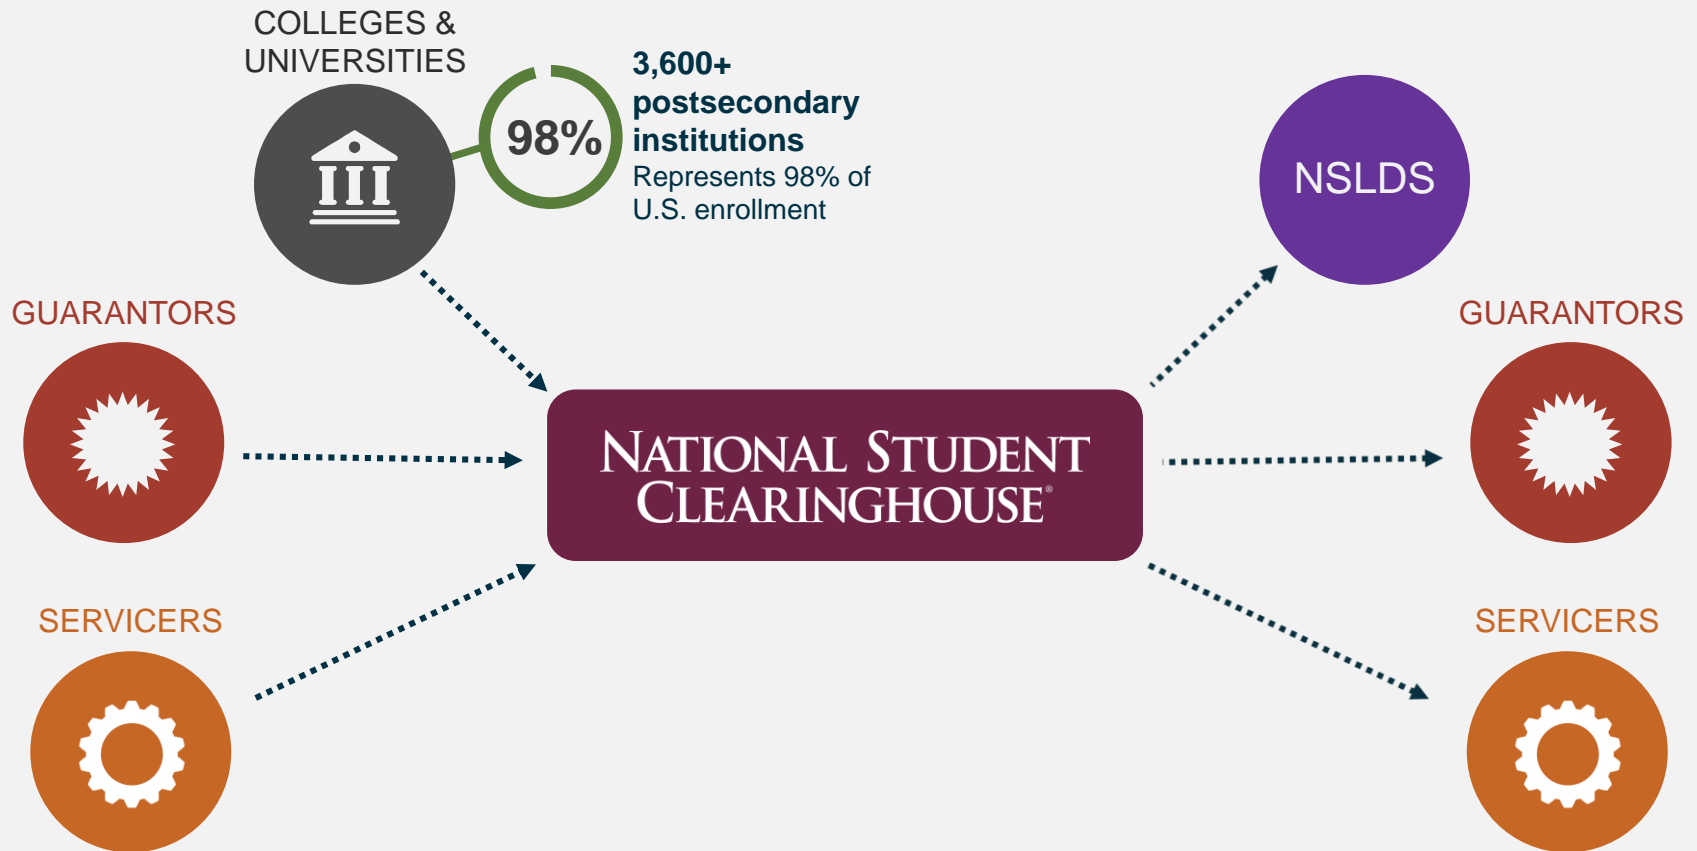 COLLEGES &
UNIVERSITIES
98%
3,600+
postsecondary
institutions
Represents 98% of
U.S. enrollment
NSLDS
GUARANTORS
GUARANTORS
NATIONAL STUDENT
CLEARINGHOUSE®
SERVICERS
SERVICERS